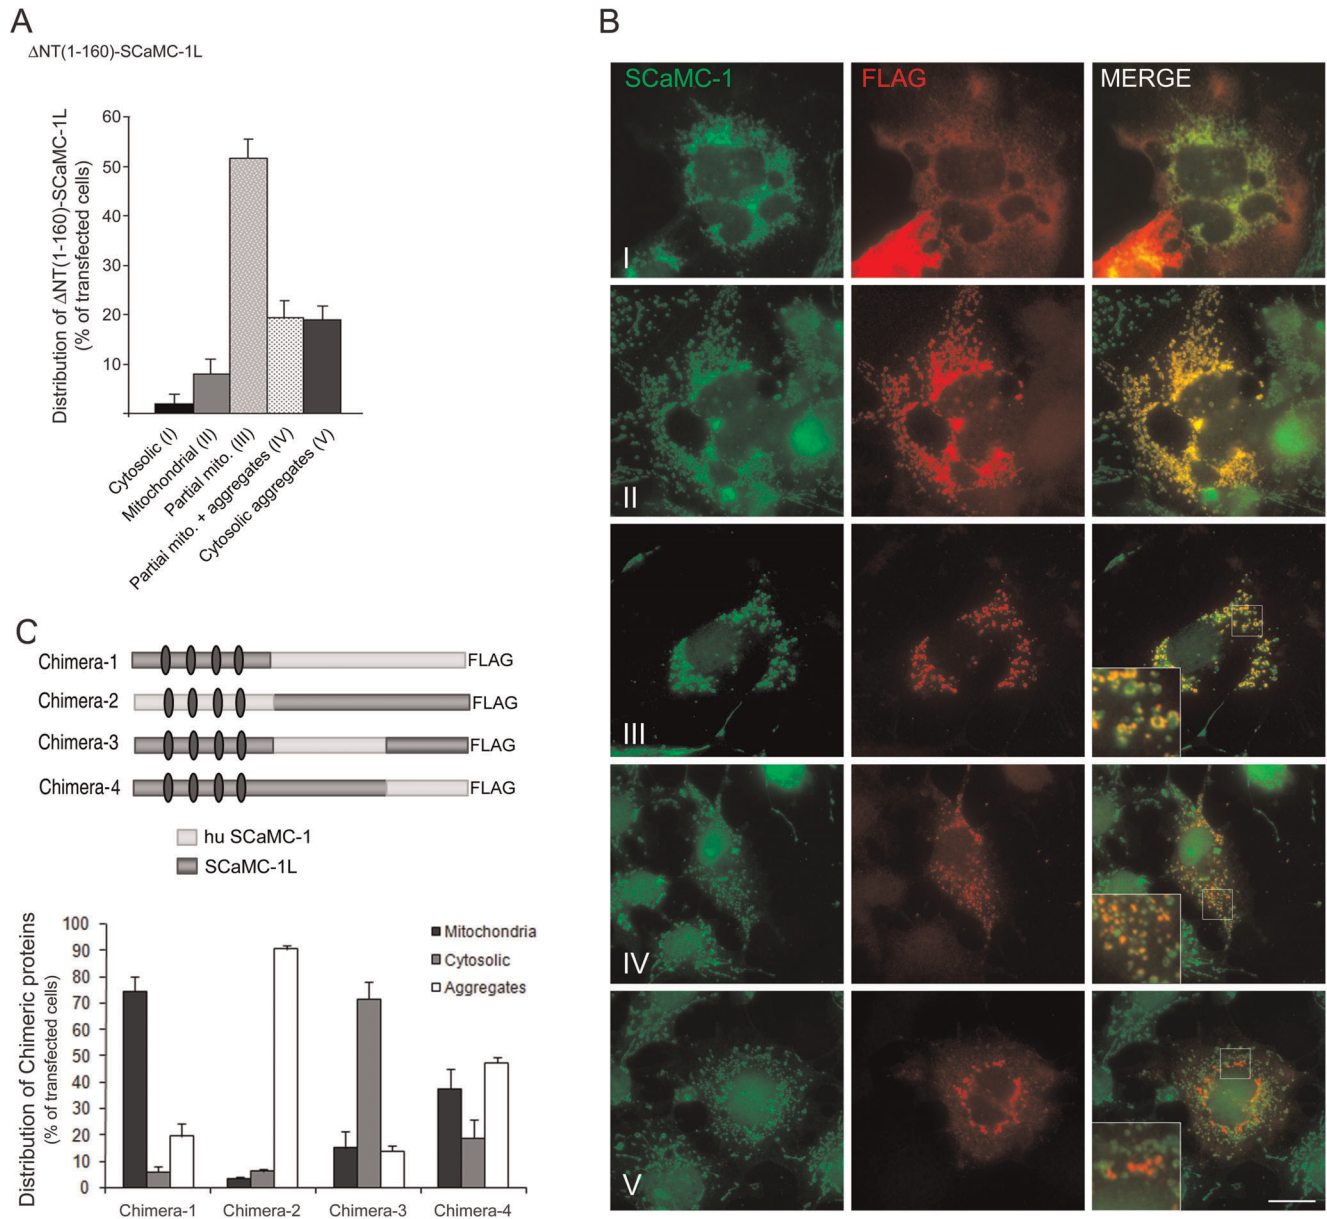 A
ΔNT(1-160)-SCaMC-1L
Distribution of ΔNT(1-160)-SCaMC-1L
(% of transfected cells)
60
50
40
30
20
10
Cytosolic (I)
Mitochondrial (II)
Partial mito. (III)
Partial mito. + aggregates (IV)
Cytosolic aggregates (V)
B
SCaMC-1
FLAG
MERGE
I
II
III
IV
V
C
Chimera-1
FLAG
Chimera-2
FLAG
Chimera-3
FLAG
Chimera-4
FLAG
hu SCaMC-1
SCaMC-1L
Distribution of Chimeric proteins
(% of transfected cells)
100
90
80
70
60
50
40
30
20
10
0
Mitochondria
Cytosolic
Aggregates
Chimera-1 Chimera-2 Chimera-3 Chimera-4